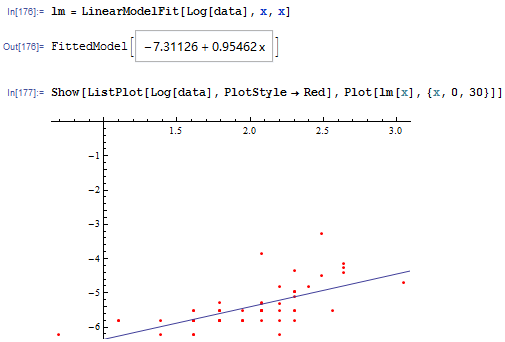 In[176]:= lm = LinearModelFit[Log[data], x, x]
Out[176]= FittedModel[ -7.31126 + 0.95462 x ]
In[177]:= Show[ListPlot[Log[data], PlotStyle → Red], Plot[lm[x], {x, 0, 30}]]
1.5 2.0 2.5 3.0
-1
-2
-3
-4
-5
-6